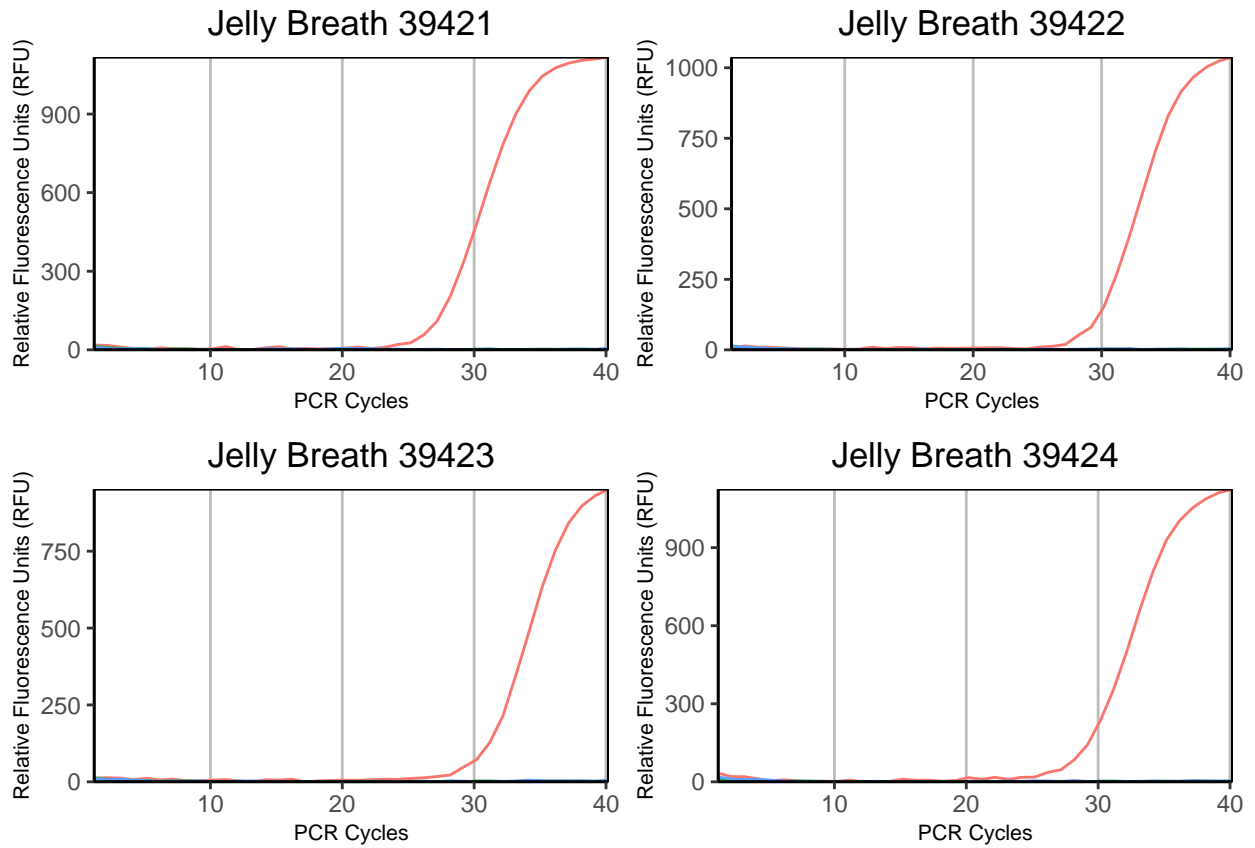 Jelly Breath 39421
Relative Fluorescence Units (RFU)
900
600
300
0
10 20 30 40
PCR Cycles
Jelly Breath 39422
Relative Fluorescence Units (RFU)
1000
750
500
250
0
10 20 30 40
PCR Cycles
Jelly Breath 39423
Relative Fluorescence Units (RFU)
750
500
250
0
10 20 30 40
PCR Cycles
Jelly Breath 39424
Relative Fluorescence Units (RFU)
900
600
300
0
10 20 30 40
PCR Cycles